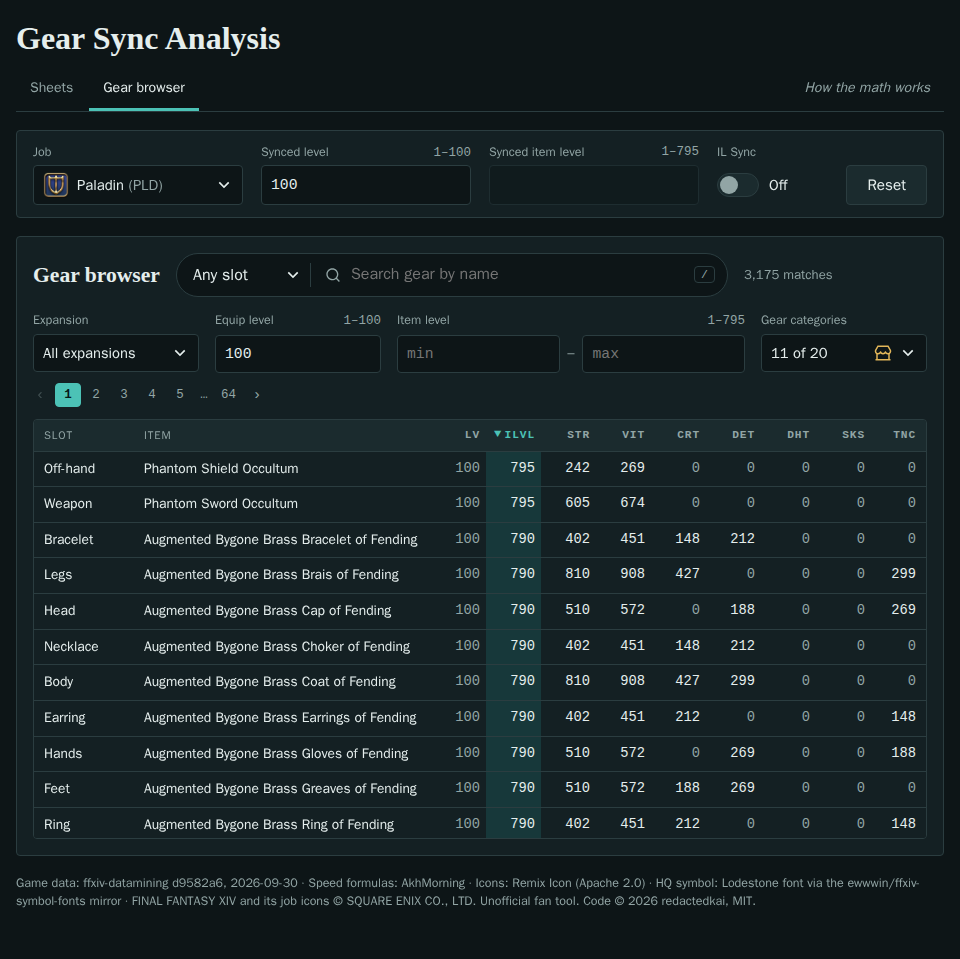 Gear Sync Analysis
Sheets Gear browser How the math works
Job Synced level 1–100 Synced item level 1–795 IL Sync
Paladin (PLD) 100 Off Reset
Gear browser Any slot Search gear by name / 3,175 matches
Expansion Equip level 1–100 Item level 1–795 Gear categories
All expansions 100 min – max 11 of 20
‹ 1 2 3 4 5 … 64 ›
SLOT ITEM LV ▼ILVL STR VIT CRT DET DHT SKS TNC
Off-hand Phantom Shield Occultum 100 795 242 269 0 0 0 0 0
Weapon Phantom Sword Occultum 100 795 605 674 0 0 0 0 0
Bracelet Augmented Bygone Brass Bracelet of Fending 100 790 402 451 148 212 0 0 0
Legs Augmented Bygone Brass Brais of Fending 100 790 810 908 427 0 0 0 299
Head Augmented Bygone Brass Cap of Fending 100 790 510 572 0 188 0 0 269
Necklace Augmented Bygone Brass Choker of Fending 100 790 402 451 148 212 0 0 0
Body Augmented Bygone Brass Coat of Fending 100 790 810 908 427 299 0 0 0
Earring Augmented Bygone Brass Earrings of Fending 100 790 402 451 212 0 0 0 148
Hands Augmented Bygone Brass Gloves of Fending 100 790 510 572 0 269 0 0 188
Feet Augmented Bygone Brass Greaves of Fending 100 790 510 572 188 269 0 0 0
Ring Augmented Bygone Brass Ring of Fending 100 790 402 451 212 0 0 0 148
Game data: ffxiv-datamining d9582a6, 2026-09-30 · Speed formulas: AkhMorning · Icons: Remix Icon (Apache 2.0) · HQ symbol: Lodestone font via the ewwwin/ffxiv-
symbol-fonts mirror · FINAL FANTASY XIV and its job icons © SQUARE ENIX CO., LTD. Unofficial fan tool. Code © 2026 redactedkai, MIT.